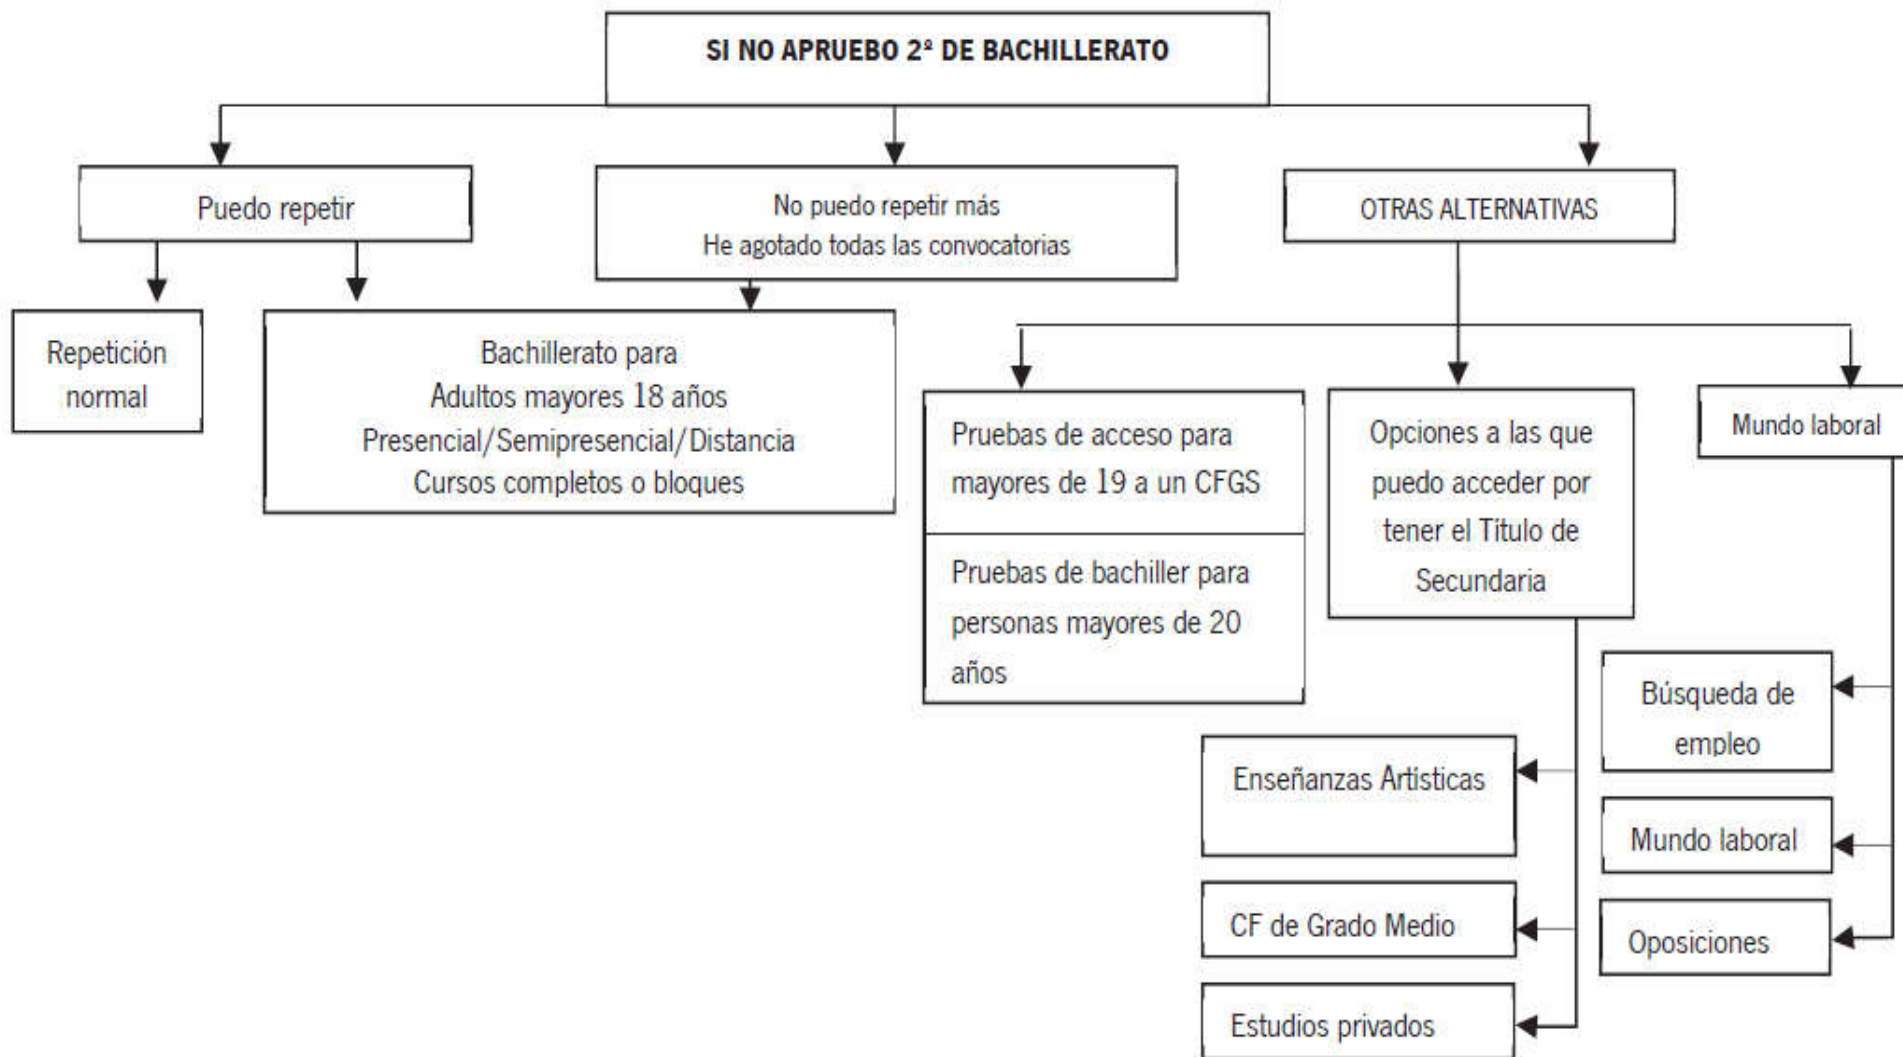 SI NO APRUEBO 2º DE BACHILLERATO
Puedo repetir
No puedo repetir más
He agotado todas las convocatorias
OTRAS ALTERNATIVAS
Repetición
normal
Bachillerato para
Adultos mayores 18 años
Presencial/Semipresencial/Distancia
Cursos completos o bloques
Pruebas de acceso para
mayores de 19 a un CFGS
Pruebas de bachiller para
personas mayores de 20
años
Opciones a las que
puedo acceder por
tener el Título de
Secundaria
Mundo laboral
Enseñanzas Artísticas
CF de Grado Medio
Estudios privados
Búsqueda de
empleo
Mundo laboral
Oposiciones